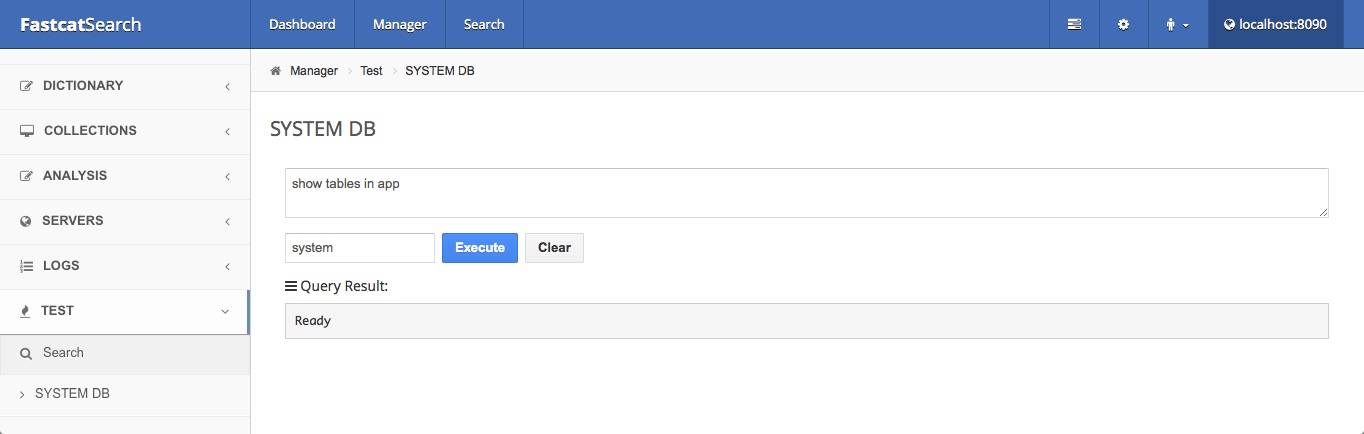 FastcatSearch Dashboard Manager Search localhost:8090
Manager Test SYSTEM DB
DICTIONARY
COLLECTIONS
ANALYSIS
SERVERS
LOGS
TEST
Search
SYSTEM DB
SYSTEM DB
show tables in app
system Execute Clear
Query Result:
Ready